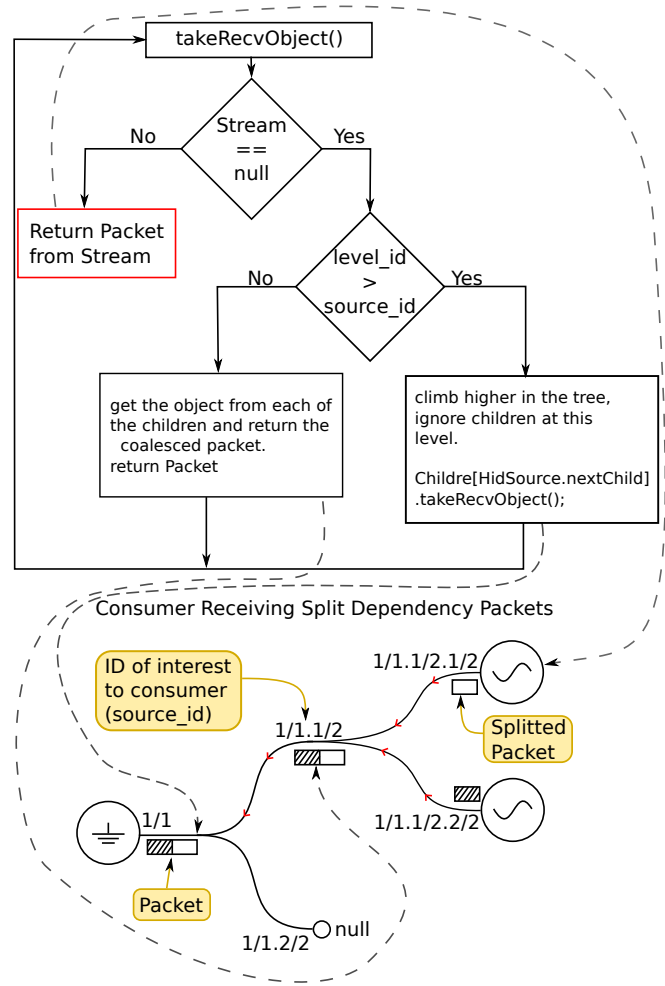 takeRecvObject()
Stream
==
null
No
Yes
Return Packet
from Stream
level_id
>
source_id
No
Yes
get the object from each of
the children and return the
coalesced packet.
return Packet
climb higher in the tree,
ignore children at this
level.
Childre[HidSource.nextChild]
.takeRecvObject();
Consumer Receiving Split Dependency Packets
ID of interest
to consumer
(source_id)
1/1.1/2.1/2
1/1.1/2
Splitted
Packet
1/1
1/1.1/2.2/2
Packet
null
1/1.2/2